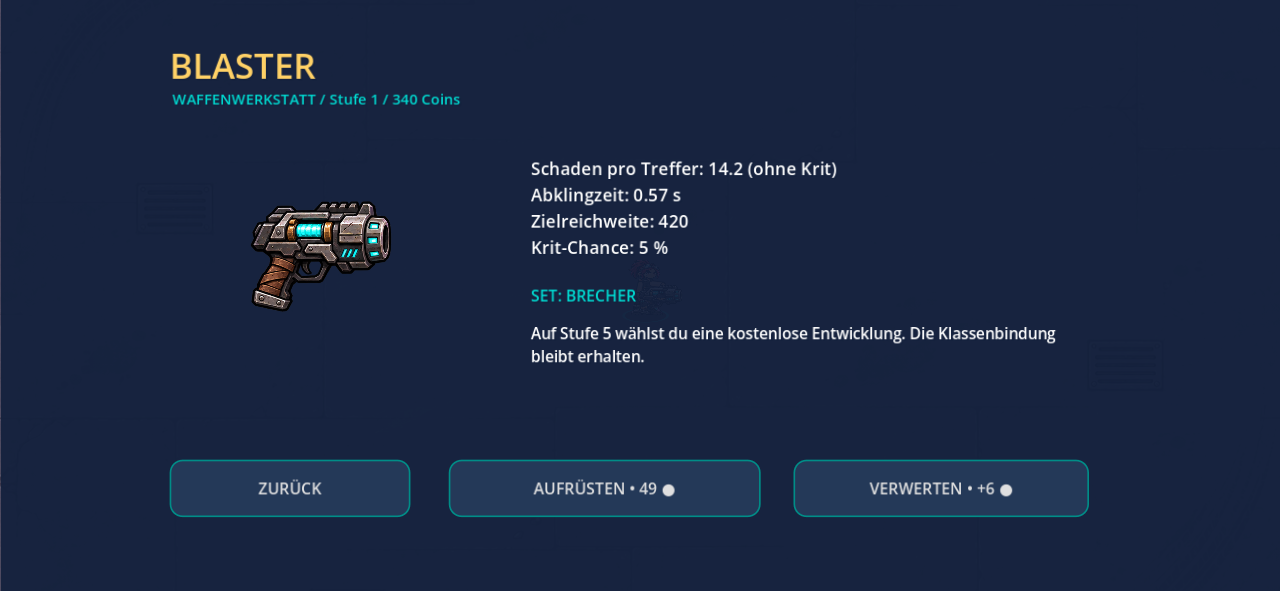 BLASTER
WAFFENWERKSTATT / Stufe 1 / 340 Coins
Schaden pro Treffer: 14.2 (ohne Krit)
Abklingzeit: 0.57 s
Zielreichweite: 420
Krit-Chance: 5 %
SET: BRECHER
Auf Stufe 5 wählst du eine kostenlose Entwicklung. Die Klassenbindung
bleibt erhalten.
ZURÜCK
AUFRÜSTEN • 49
VERWERTEN • +6